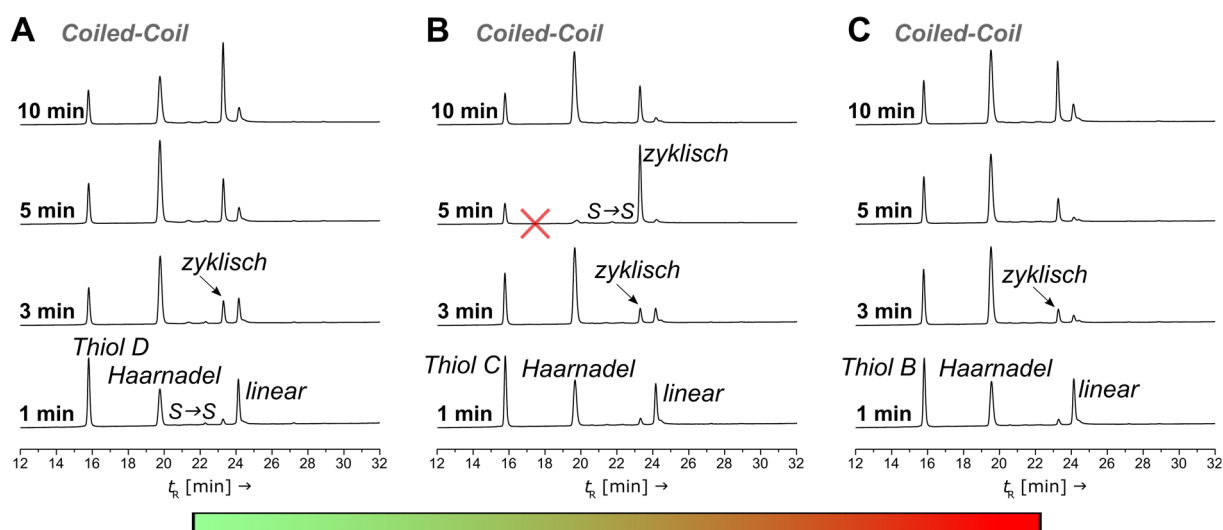 A Coiled-Coil
10 min
5 min
zyklisch
3 min
Thiol D
Haarnadel
S→S
linear
1 min
12 14 16 18 20 22 24 26 28 30 32
tR [min] →
B Coiled-Coil
10 min
zyklisch
5 min
S→S
zyklisch
3 min
Thiol C Haarnadel
linear
1 min
12 14 16 18 20 22 24 26 28 30 32
tR [min] →
C Coiled-Coil
10 min
5 min
zyklisch
3 min
Thiol B Haarnadel
linear
1 min
12 14 16 18 20 22 24 26 28 30 32
tR [min] →